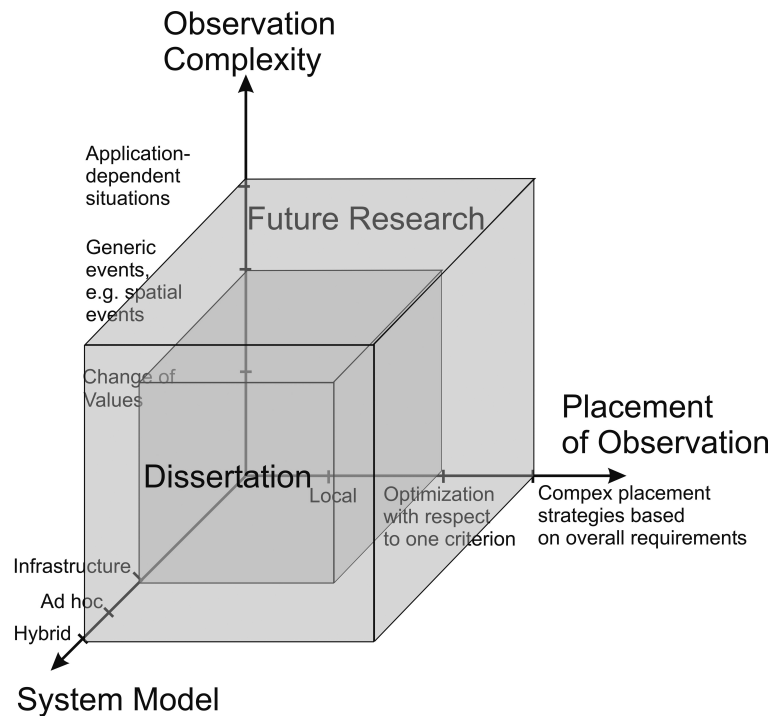 Observation
Complexity
Application-
dependent
situations
Future Research
Generic
events,
e.g. spatial
events
Change of
Values
Placement
of Observation
Dissertation
Local
Optimization
with respect
to one criterion
Compex placement
strategies based
on overall requirements
Infrastructure
Ad hoc
Hybrid
System Model